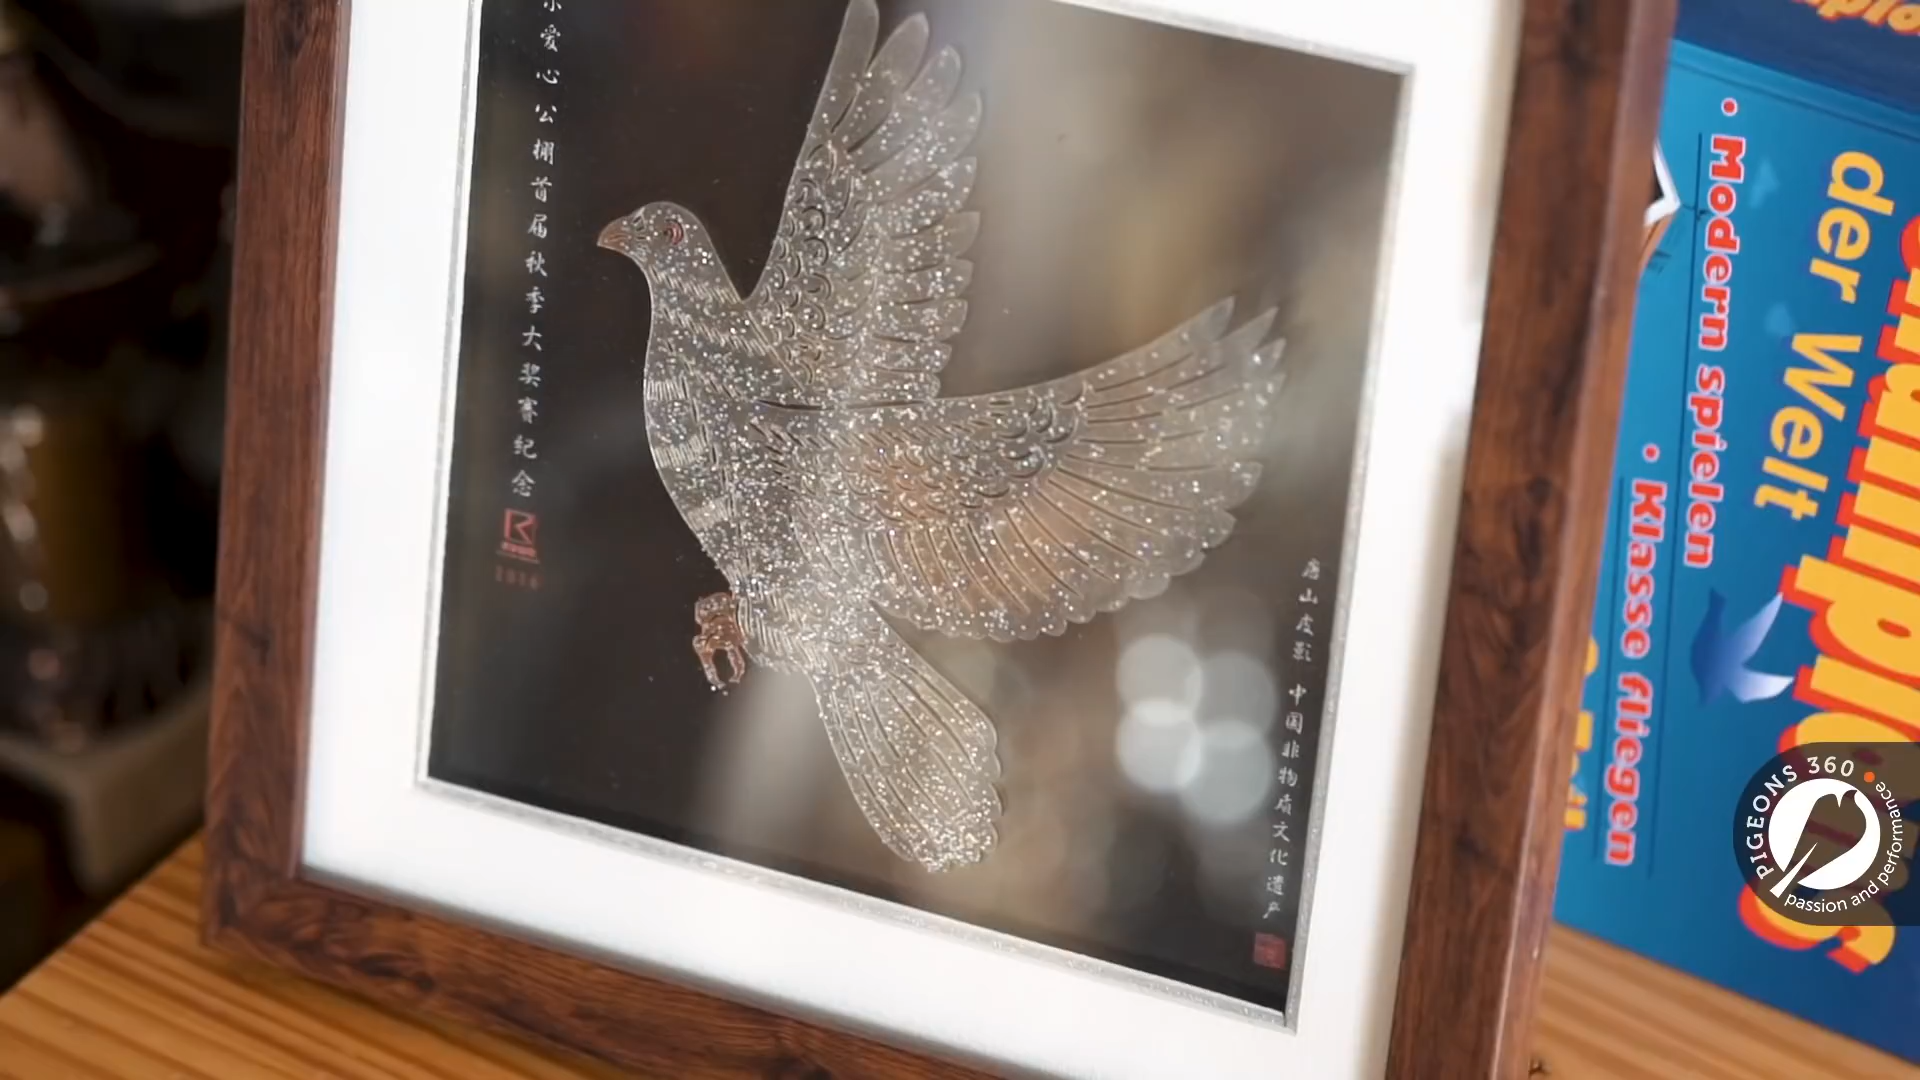 爱心公棚首届秋季大奖赛纪念
唐山皮影 中国非物质文化遗产
der Welt
• Modern spielen
• Klasse fliegen
PIGEONS 360
passion and performance